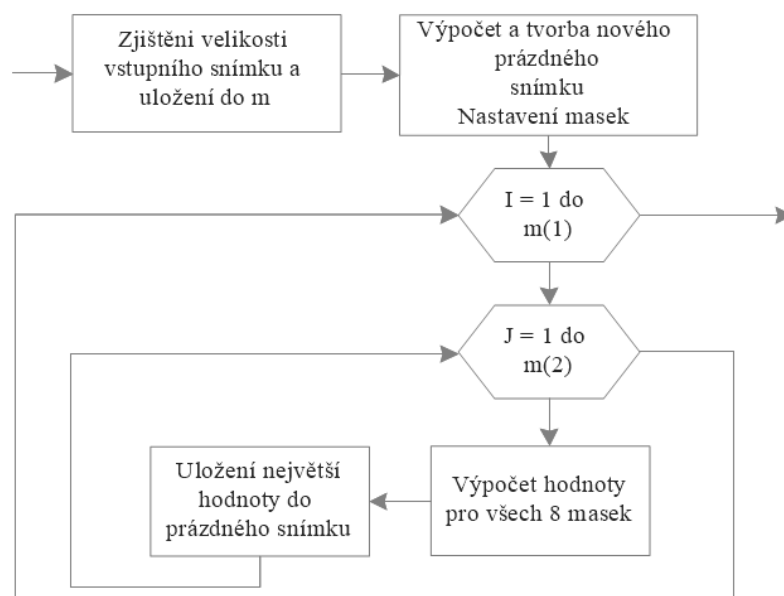 Zjištěni velikosti
vstupního snímku a
uložení do m
Výpočet a tvorba nového
prázdného
snímku
Nastavení masek
I = 1 do
m(1)
J = 1 do
m(2)
Uložení největší
hodnoty do
prázdného snímku
Výpočet hodnoty
pro všech 8 masek